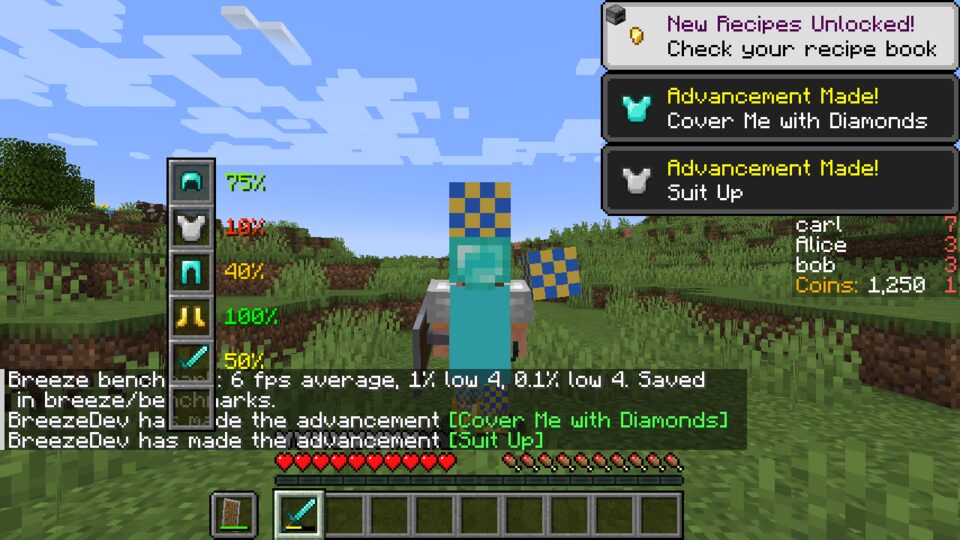 New Recipes Unlocked!
Check your recipe book
Advancement Made!
Cover Me with Diamonds
Advancement Made!
Suit Up
75%
10%
40%
100%
50%
carl 7
Alice 3
bob 3
Coins: 1,250 1
Breeze : 6 fps average, 1% low 4, 0.1% low 4. Saved
in breeze/benchmarks.
BreezeDev has made the advancement [Cover Me with Diamonds]
BreezeDev has made the advancement [Suit Up]